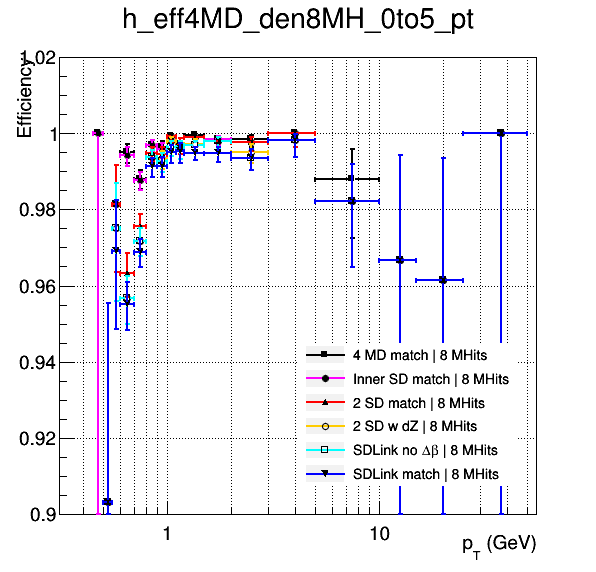 h_eff4MD_den8MH_0to5_pt
Efficiency
1.02
1
0.98
0.96
0.94
0.92
0.9
4 MD match | 8 MHits
Inner SD match | 8 MHits
2 SD match | 8 MHits
2 SD w dZ | 8 MHits
SDLink no Δβ | 8 MHits
SDLink match | 8 MHits
1
10
p_T (GeV)